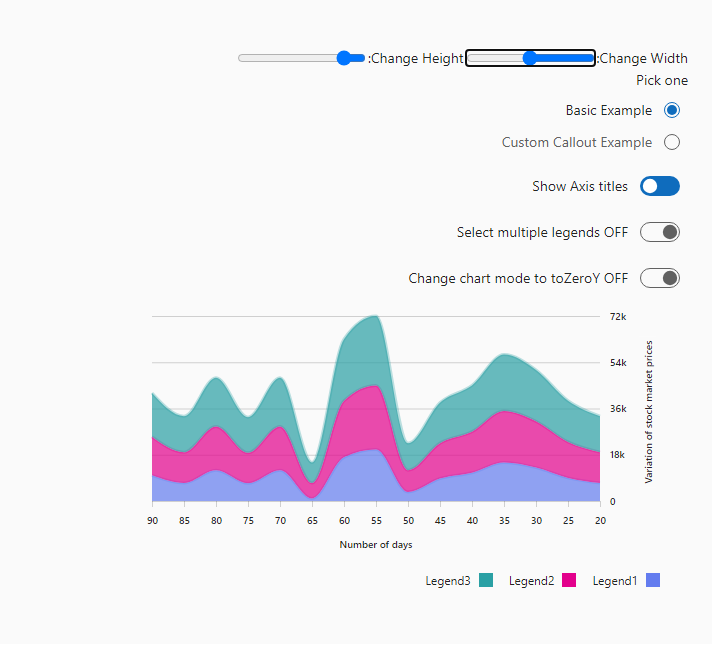 Change Width: Change Height:
Pick one
Basic Example
Custom Callout Example
Show Axis titles
Select multiple legends OFF
Change chart mode to toZeroY OFF
72k
54k
36k
18k
0
Variation of stock market prices
90 85 80 75 70 65 60 55 50 45 40 35 30 25 20
Number of days
Legend3 Legend2 Legend1